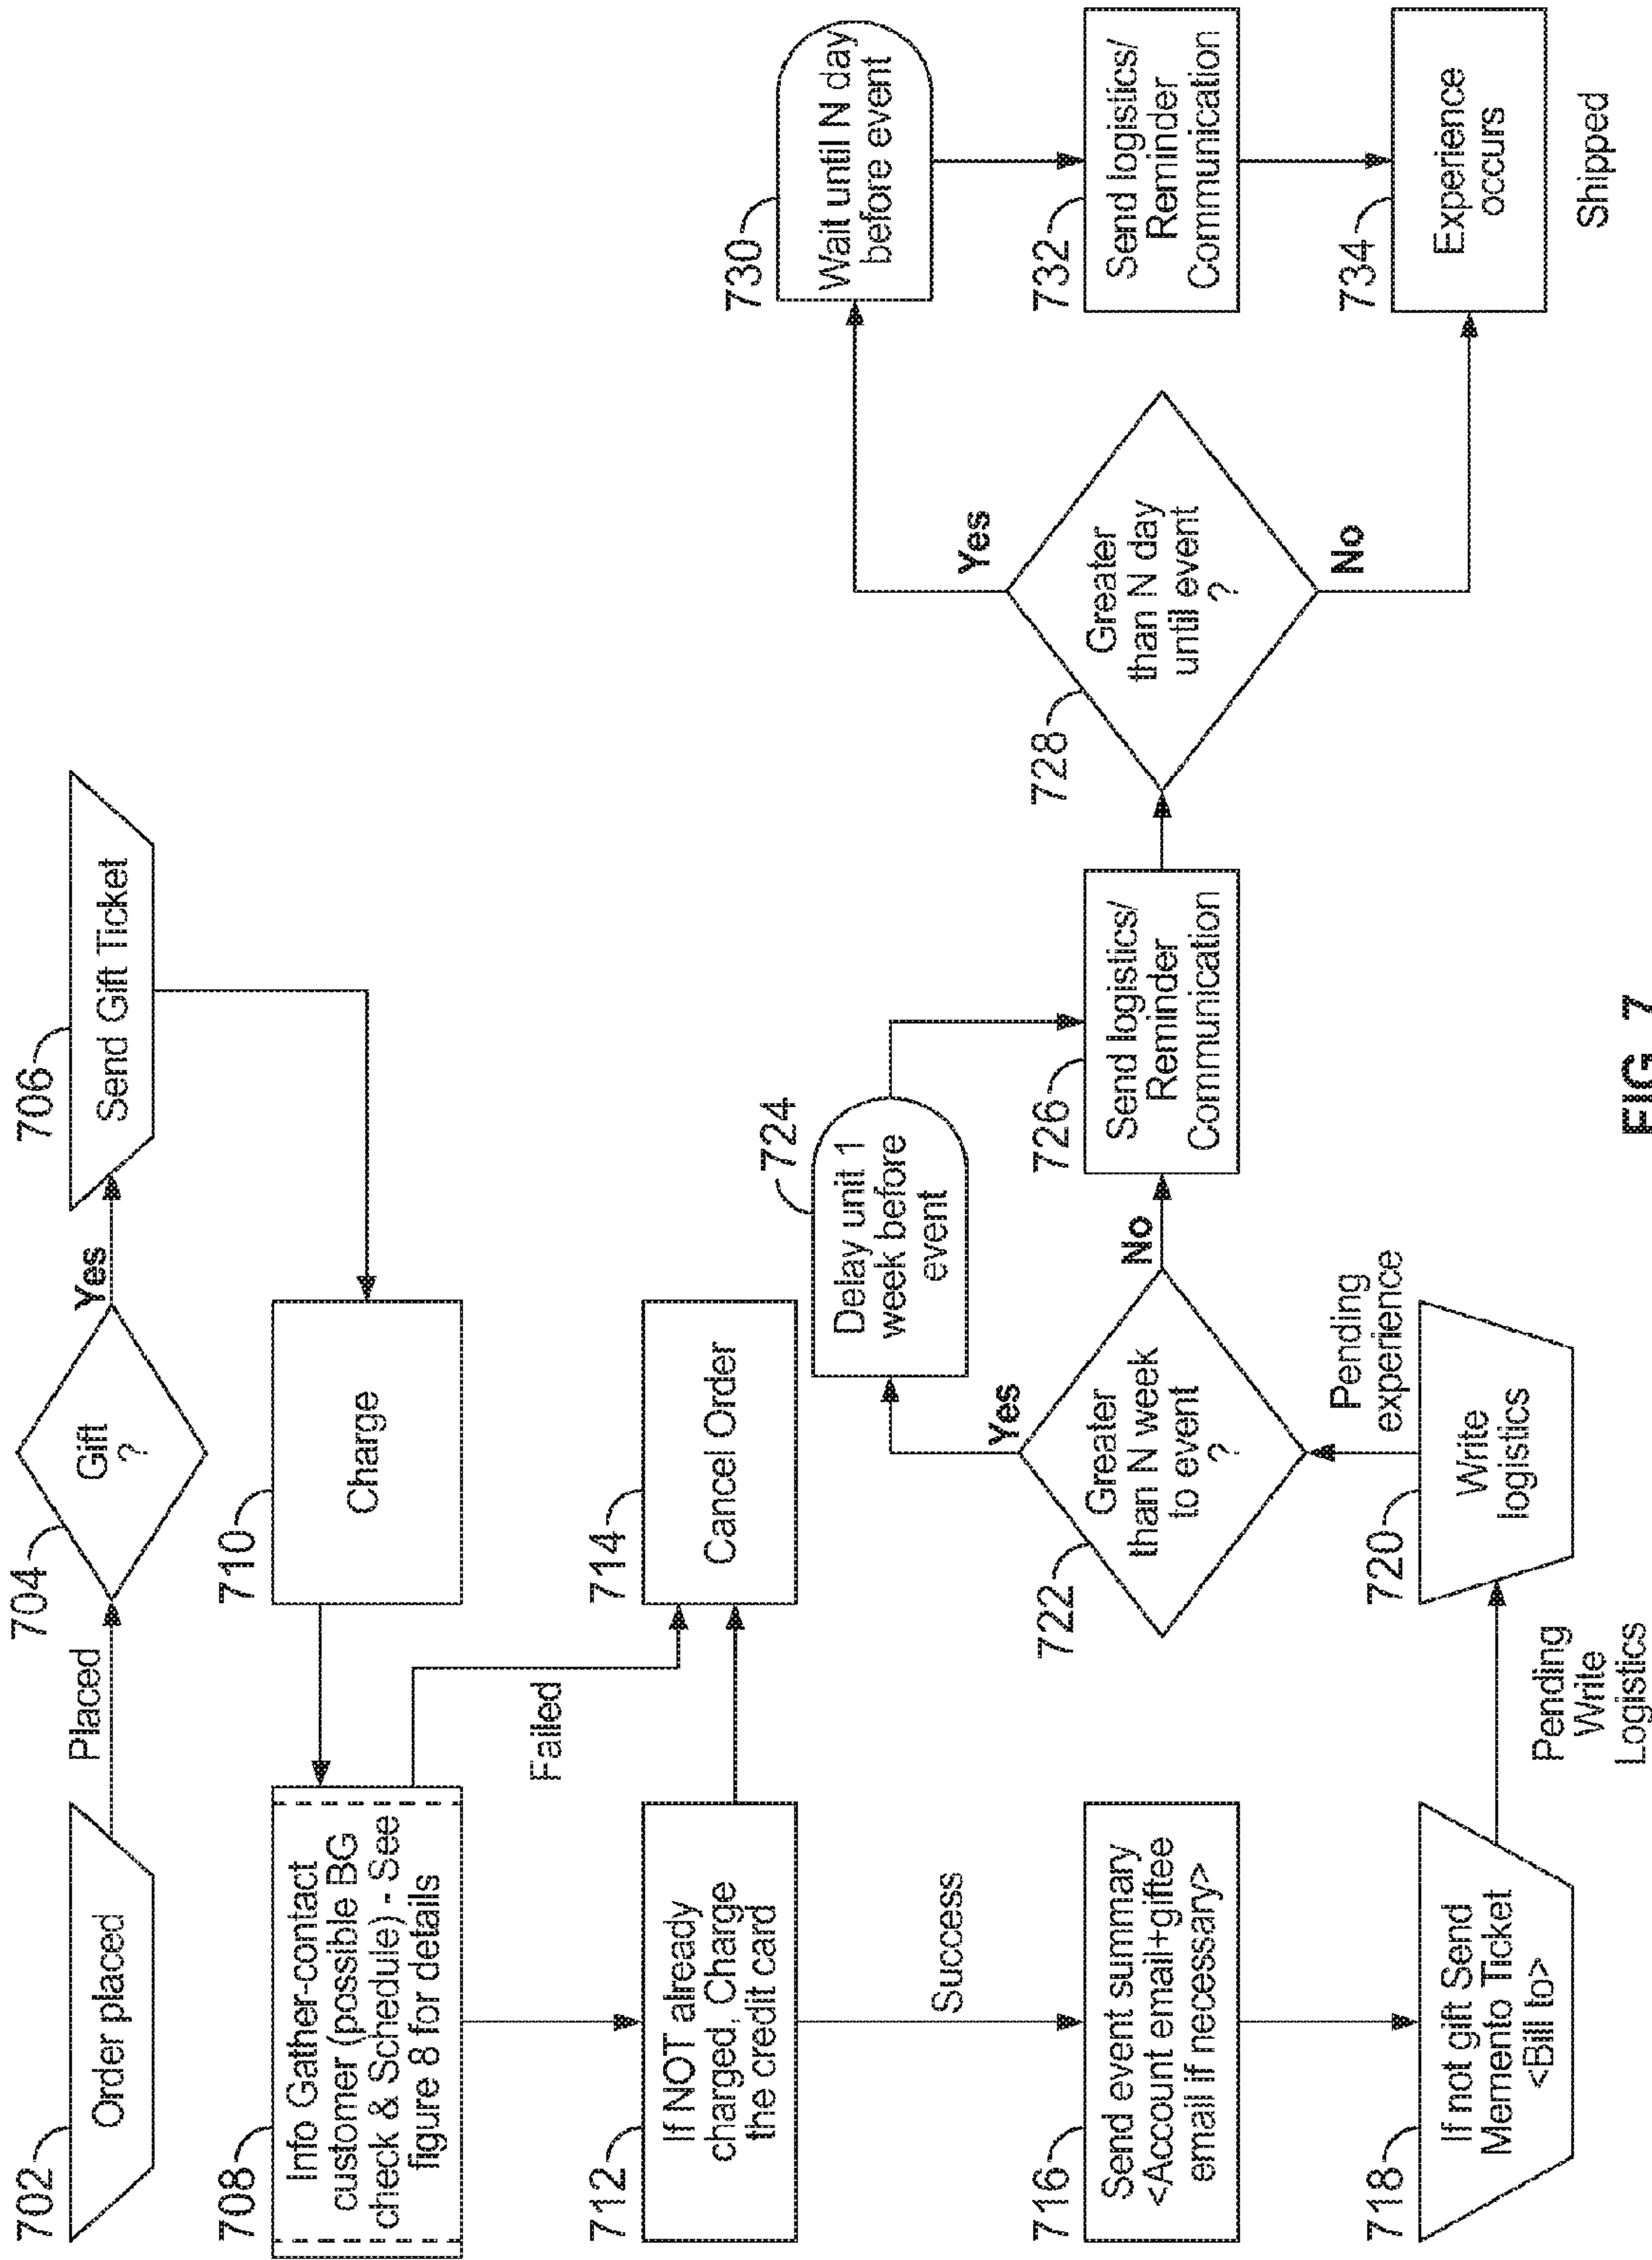 702
Order placed
Placed
704
Gift
?
Yes
706
Send Gift Ticket
708
Info Gather-contact
customer (possible BG
check & Schedule) - See
figure 8 for details
710
Charge
Failed
712
If NOT already
charged, Charge
the credit card
714
Cancel Order
Success
716
Send event summary
<Account email+giftee
email if necessary>
718
If not gift Send
Memento Ticket
<Bill to>
Pending
Write
Logistics
720
Write
logistics
Pending
experience
722
Greater
than N week
to event
?
Yes
No
724
Delay unit 1
week before
event
726
Send logistics/
Reminder
Communication
728
Greater
than N day
until event
?
Yes
No
730
Wait until N day
before event
732
Send logistics/
Reminder
Communication
734
Experience
occurs
Shipped
FIG. 7